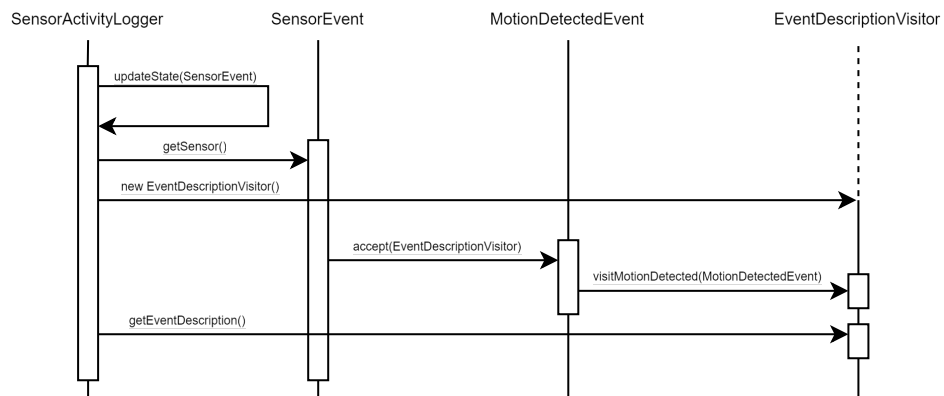 SensorActivityLogger
SensorEvent
MotionDetectedEvent
EventDescriptionVisitor
updateState(SensorEvent)
getSensor()
new EventDescriptionVisitor()
accept(EventDescriptionVisitor)
visitMotionDetected(MotionDetectedEvent)
getEventDescription()